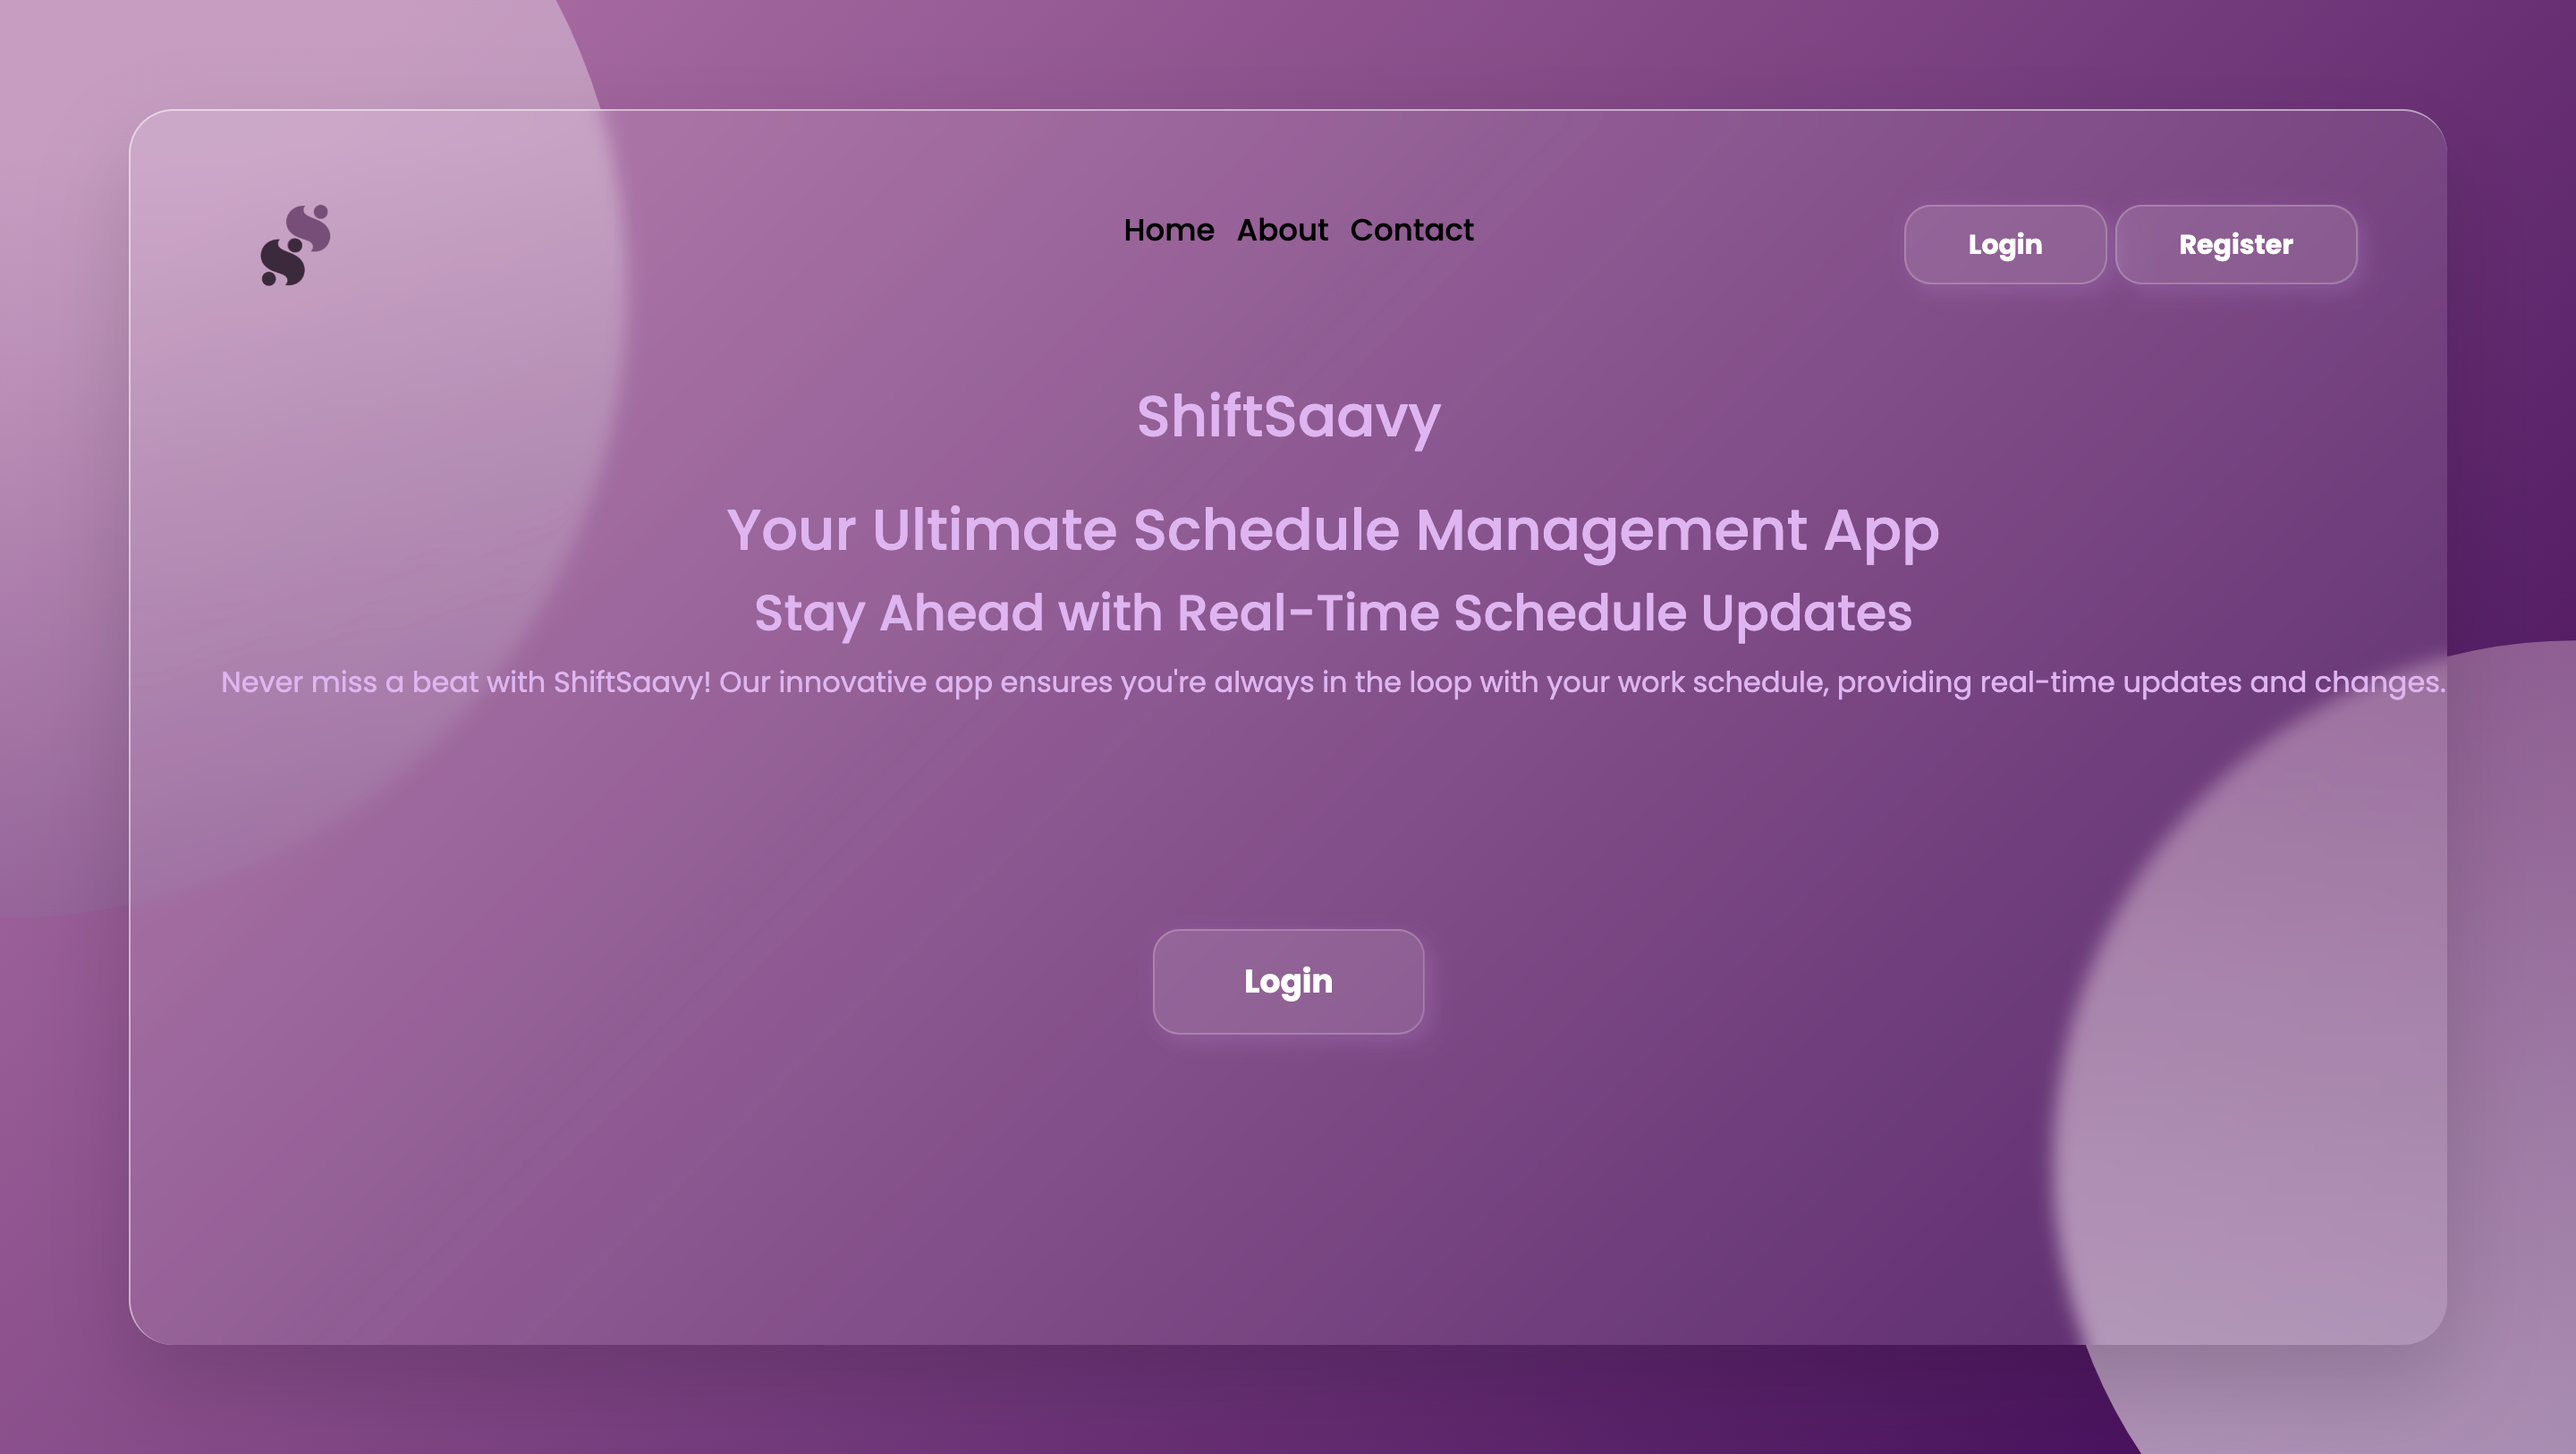 Home About Contact
Login Register
ShiftSaavy
Your Ultimate Schedule Management App
Stay Ahead with Real-Time Schedule Updates
Never miss a beat with ShiftSaavy! Our innovative app ensures you're always in the loop with your work schedule, providing real-time updates and changes.
Login